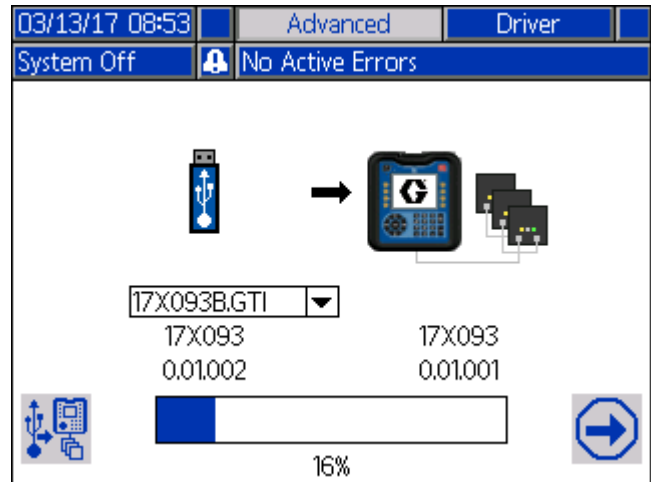 03/13/17 08:53 Advanced Driver
System Off No Active Errors
G
17X093B.GTI
17X093 17X093
0.01.002 0.01.001
16%